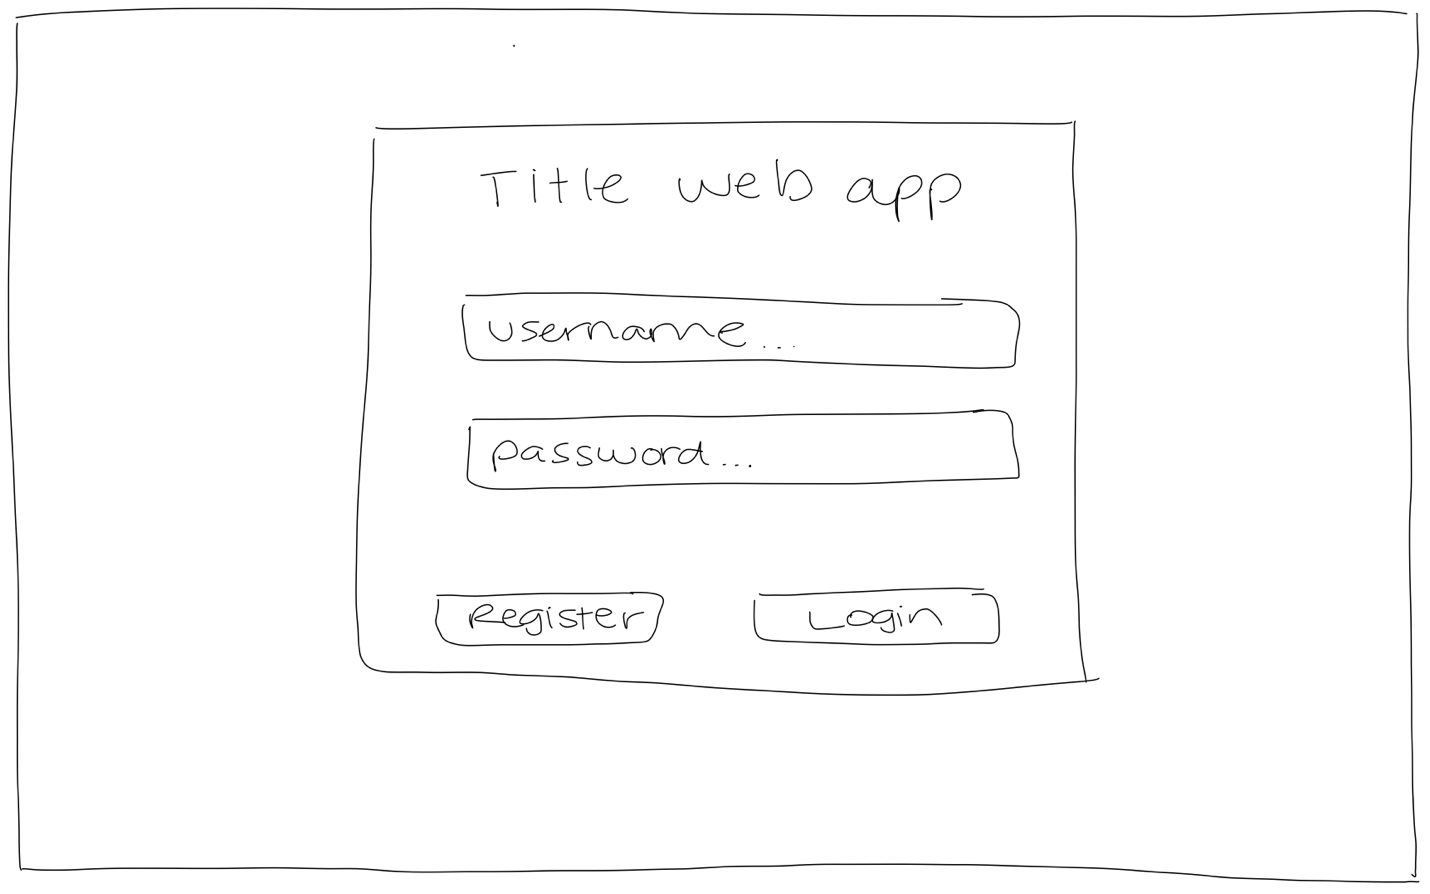 Title web app
username...
password...
Register
Login